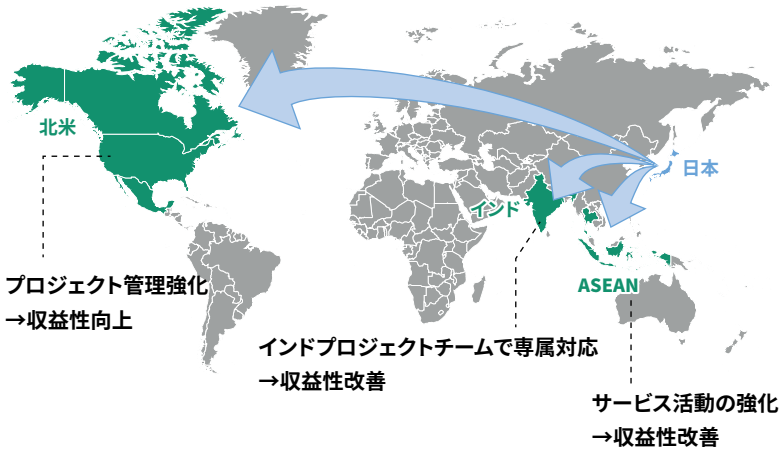 北米
日本
インド
ASEAN
プロジェクト管理強化
→収益性向上
インドプロジェクトチームで専属対応
→収益性改善
サービス活動の強化
→収益性改善